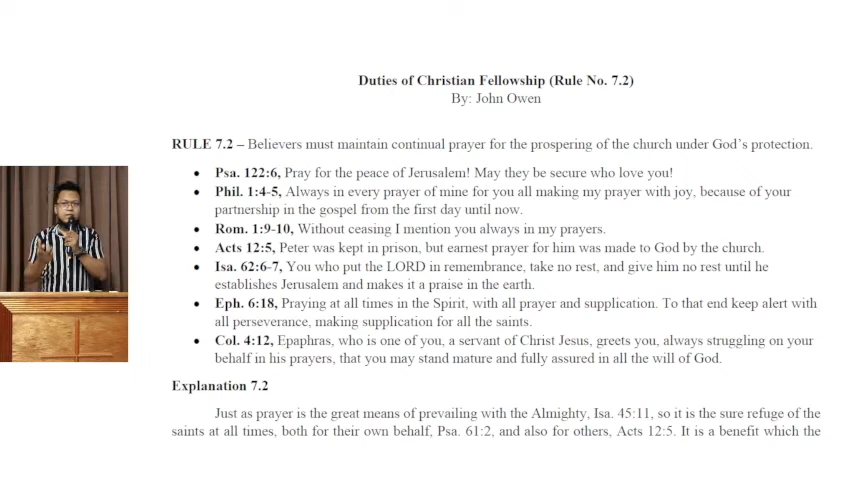 Duties of Christian Fellowship (Rule No. 7.2)
By: John Owen
RULE 7.2 – Believers must maintain continual prayer for the prospering of the church under God's protection.
• Psa. 122:6, Pray for the peace of Jerusalem! May they be secure who love you!
• Phil. 1:4-5, Always in every prayer of mine for you all making my prayer with joy, because of your
partnership in the gospel from the first day until now.
• Rom. 1:9-10, Without ceasing I mention you always in my prayers.
• Acts 12:5, Peter was kept in prison, but earnest prayer for him was made to God by the church.
• Isa. 62:6-7, You who put the LORD in remembrance, take no rest, and give him no rest until he
establishes Jerusalem and makes it a praise in the earth.
• Eph. 6:18, Praying at all times in the Spirit, with all prayer and supplication. To that end keep alert with
all perseverance, making supplication for all the saints.
• Col. 4:12, Epaphras, who is one of you, a servant of Christ Jesus, greets you, always struggling on your
behalf in his prayers, that you may stand mature and fully assured in all the will of God.
Explanation 7.2
Just as prayer is the great means of prevailing with the Almighty, Isa. 45:11, so it is the sure refuge of the
saints at all times, both for their own behalf, Psa. 61:2, and also for others, Acts 12:5. It is a benefit which the